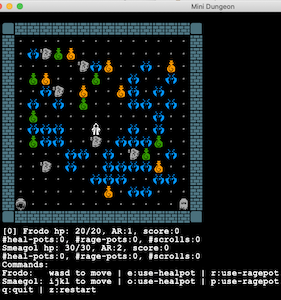 Mini Dungeon
[0] Frodo hp: 20/20, AR:1, score:0
#heal-pots:0, #rage-pots:0, #scrolls:0
Smeagol hp: 30/30, AR:2, score:0
#heal-pots:0, #rage-pots:0, #scrolls:0
Commands:
Frodo: wasd to move | e:use-healpot | r:use-ragepot
Smeagol: ijkl to move | o:use-healpot | p:use-ragepot
q:quit | z:restart